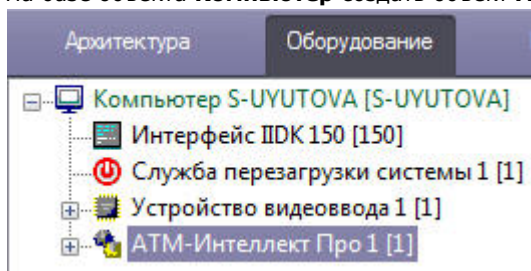 Архитектура Оборудование
Компьютер S-UYUTOVA [S-UYUTOVA]
Интерфейс IIDK 150 [150]
Служба перезагрузки системы 1 [1]
Устройство видеоввода 1 [1]
АТМ-Интеллект Про 1 [1]